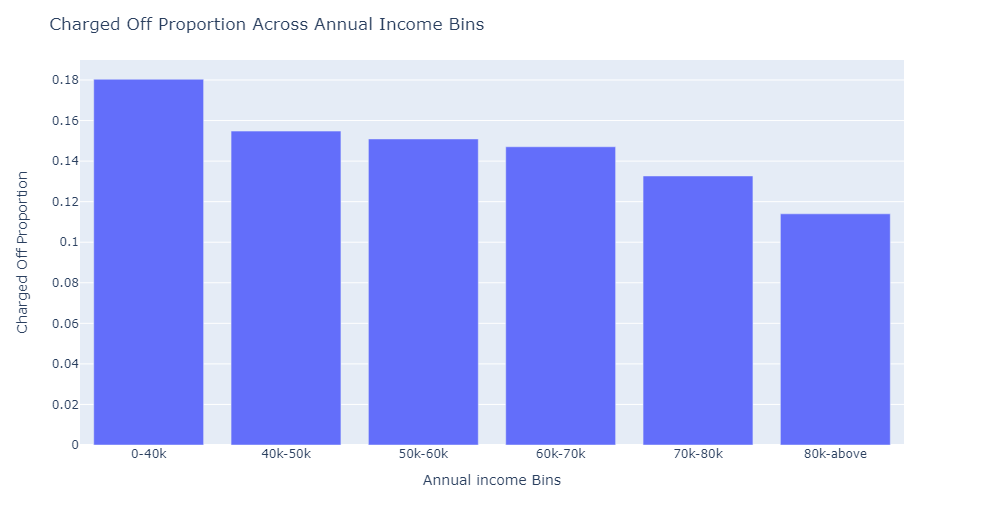 Charged Off Proportion Across Annual Income Bins
Charged Off Proportion
0.18
0.16
0.14
0.12
0.1
0.08
0.06
0.04
0.02
0
0-40k 40k-50k 50k-60k 60k-70k 70k-80k 80k-above
Annual income Bins